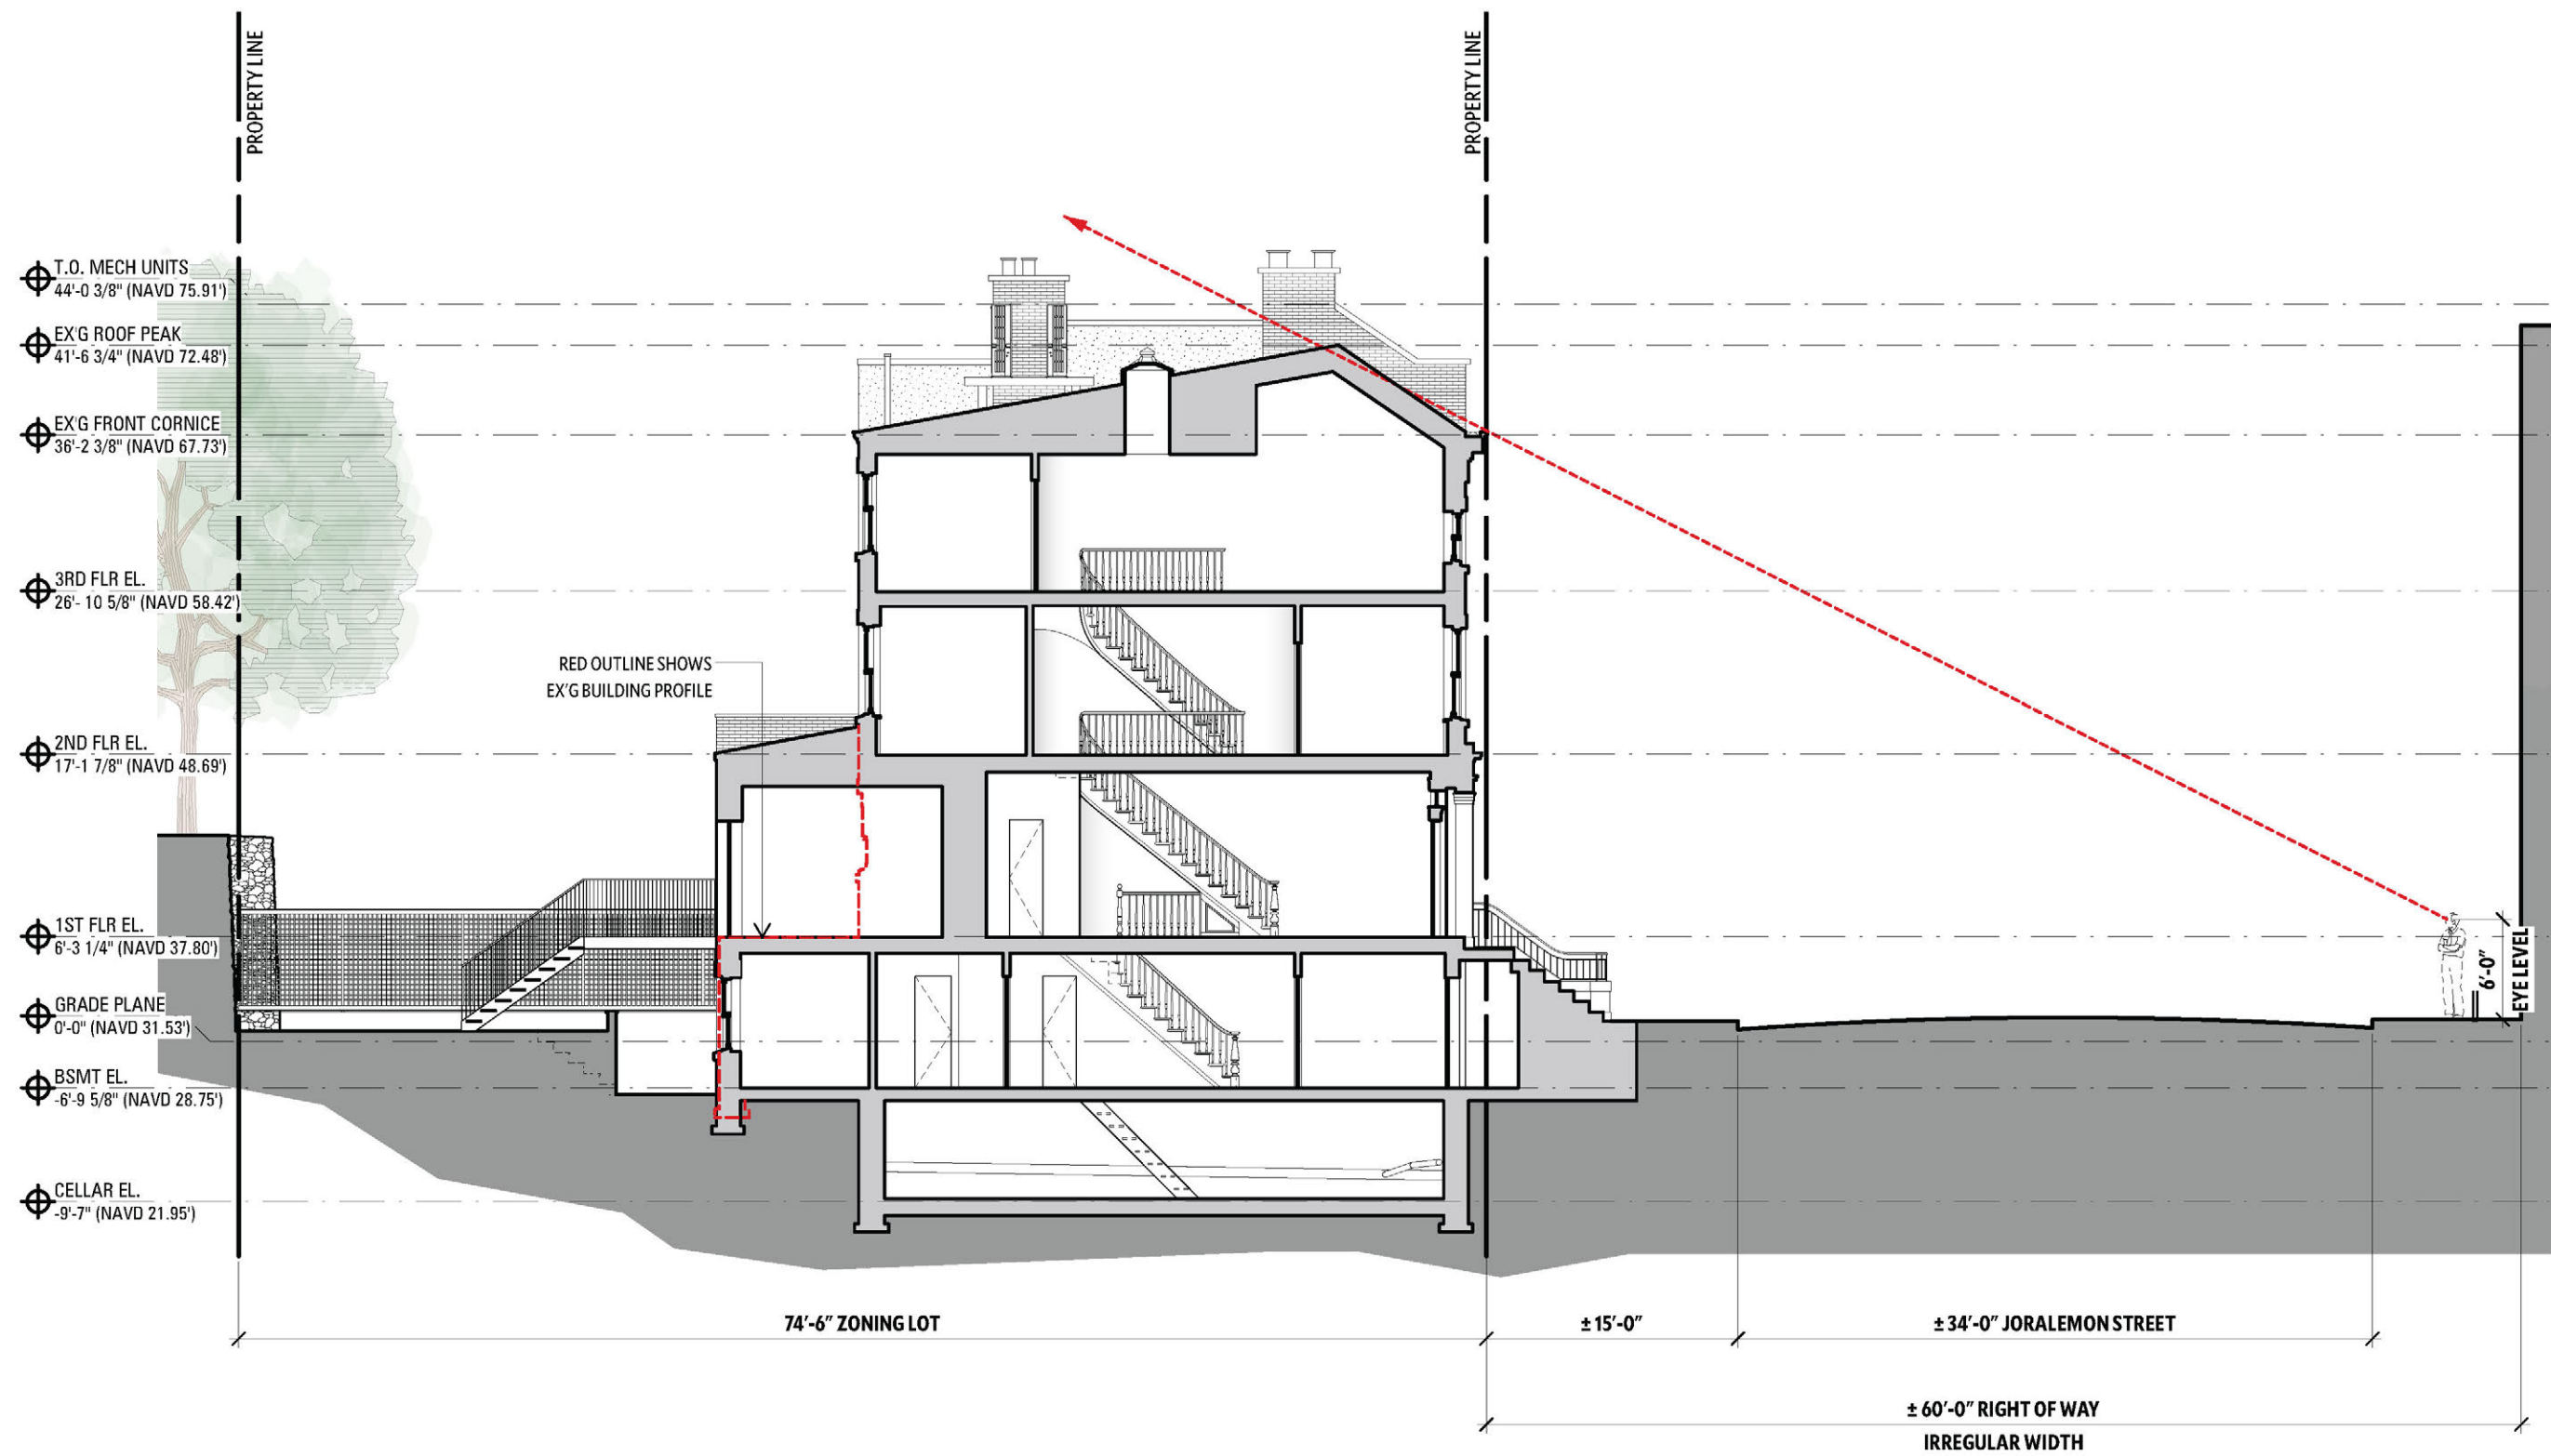 PROPERTY LINE
PROPERTY LINE
T.O. MECH UNITS
44'-0 3/8" (NAVD 75.91')
EX'G ROOF PEAK
41'-6 3/4" (NAVD 72.48')
EX'G FRONT CORNICE
36'-2 3/8" (NAVD 67.73')
3RD FLR EL.
26'- 10 5/8" (NAVD 58.42')
RED OUTLINE SHOWS
EX'G BUILDING PROFILE
2ND FLR EL.
17'-1 7/8" (NAVD 48.69')
1ST FLR EL.
6'-3 1/4" (NAVD 37.80')
6'-0"
EYE LEVEL
GRADE PLANE
0'-0" (NAVD 31.53')
BSMT EL.
-6'-9 5/8" (NAVD 28.75')
CELLAR EL.
-9'-7" (NAVD 21.95')
74'-6" ZONING LOT
± 15'-0"
± 34'-0" JORALEMON STREET
± 60'-0" RIGHT OF WAY
IRREGULAR WIDTH